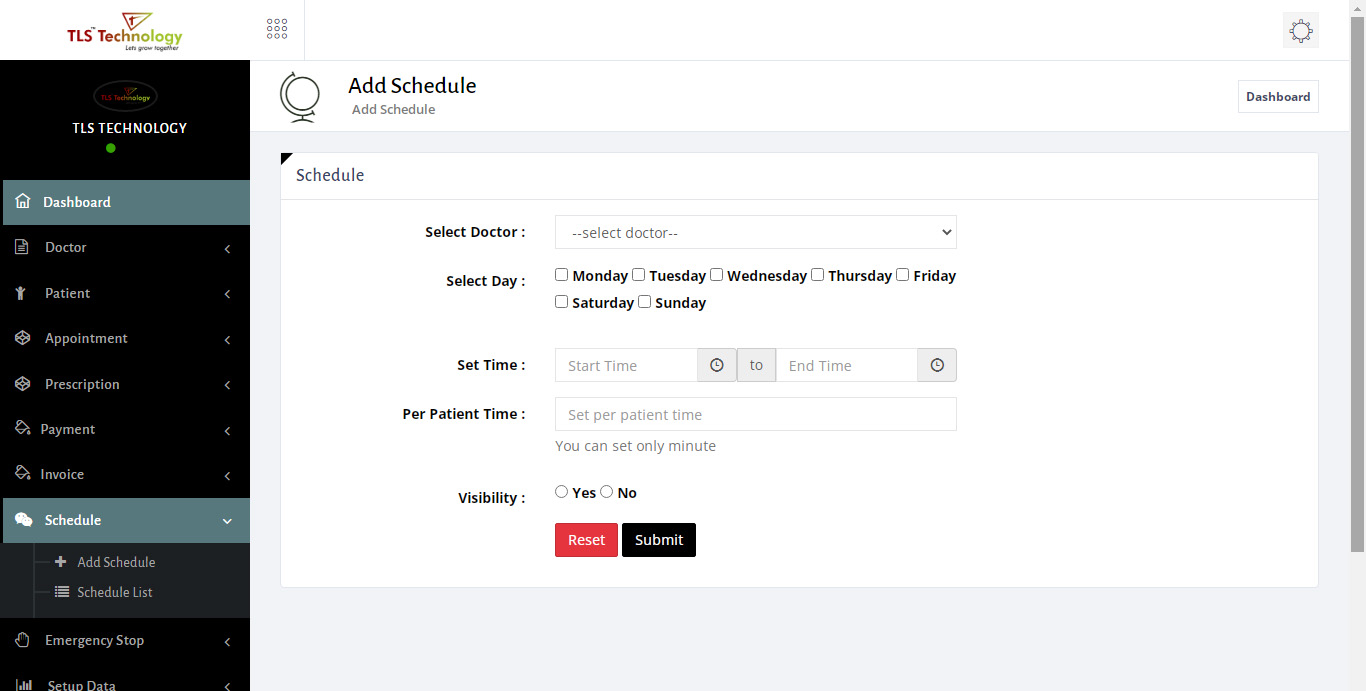 TLS™ Technology
Lets grow together
Add Schedule
Add Schedule
Dashboard
TLS Technology
TLS TECHNOLOGY
Dashboard
Doctor
Patient
Appointment
Prescription
Payment
Invoice
Schedule
Add Schedule
Schedule List
Emergency Stop
Setup Data
Schedule
Select Doctor :
--select doctor--
Select Day :
Monday Tuesday Wednesday Thursday Friday
Saturday Sunday
Set Time :
Start Time to End Time
Per Patient Time :
Set per patient time
You can set only minute
Visibility :
Yes No
Reset Submit